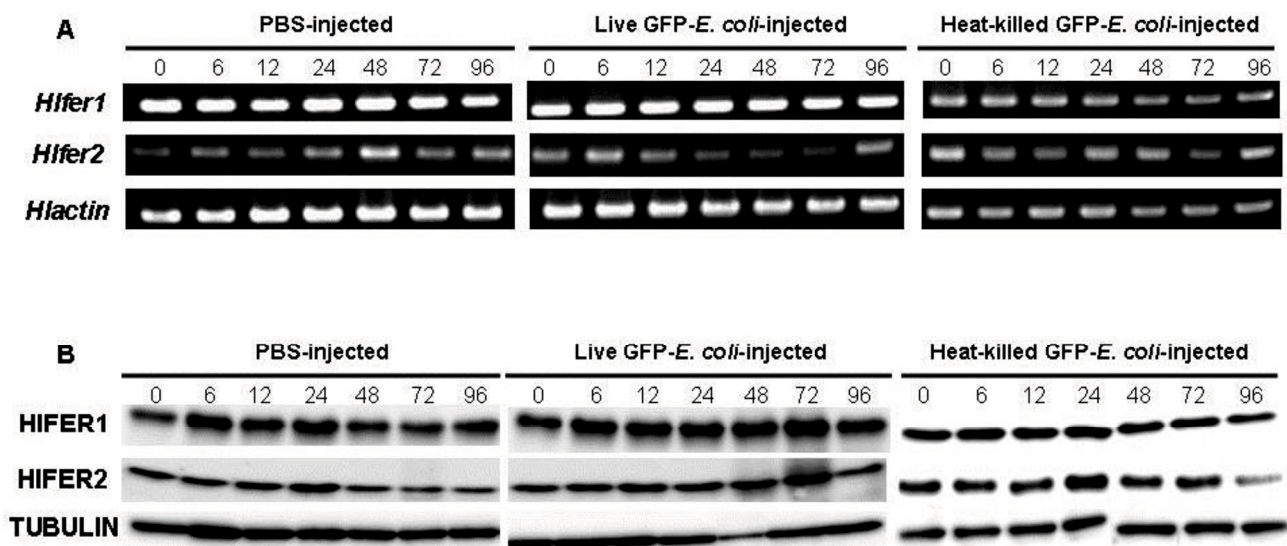 A PBS-injected Live GFP-E. coli-injected Heat-killed GFP-E. coli-injected
0 6 12 24 48 72 96 0 6 12 24 48 72 96 0 6 12 24 48 72 96
Hlfer1
Hlfer2
Hlactin
B PBS-injected Live GFP-E. coli-injected Heat-killed GFP-E. coli-injected
0 6 12 24 48 72 96 0 6 12 24 48 72 96 0 6 12 24 48 72 96
HlFER1
HlFER2
TUBULIN